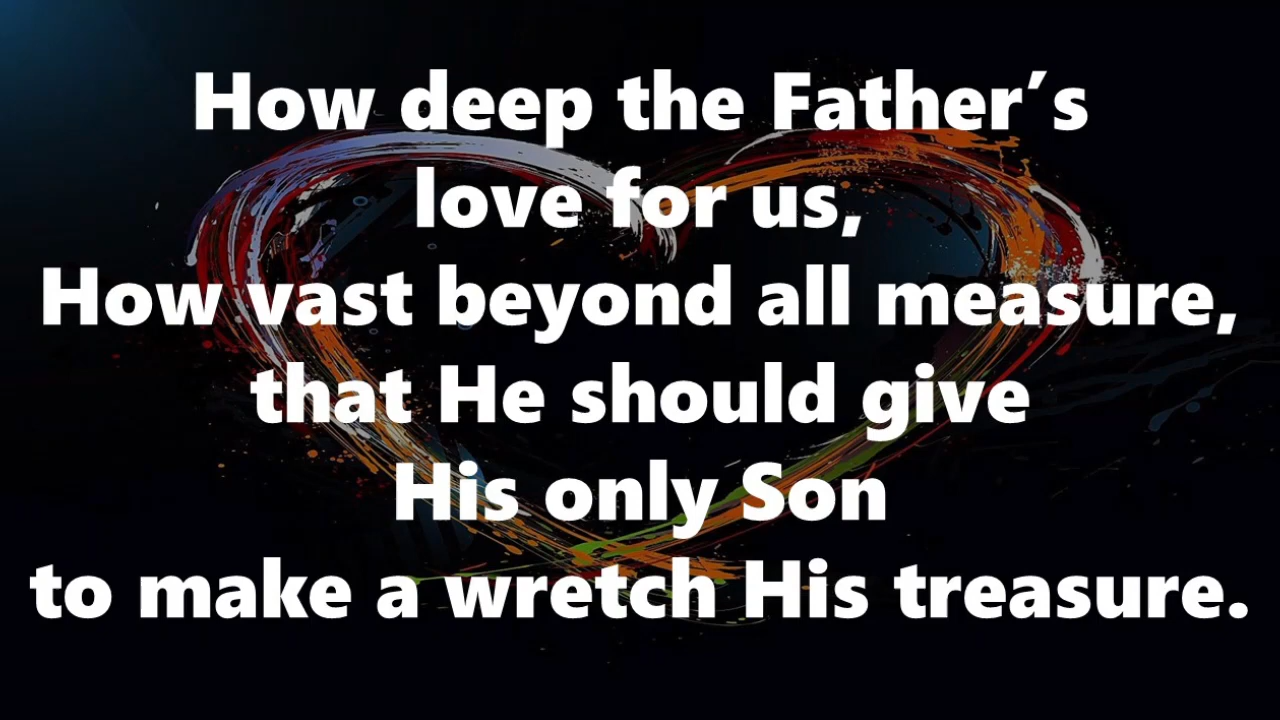 How deep the Father’s
love for us,
How vast beyond all measure,
that He should give
His only Son
to make a wretch His treasure.